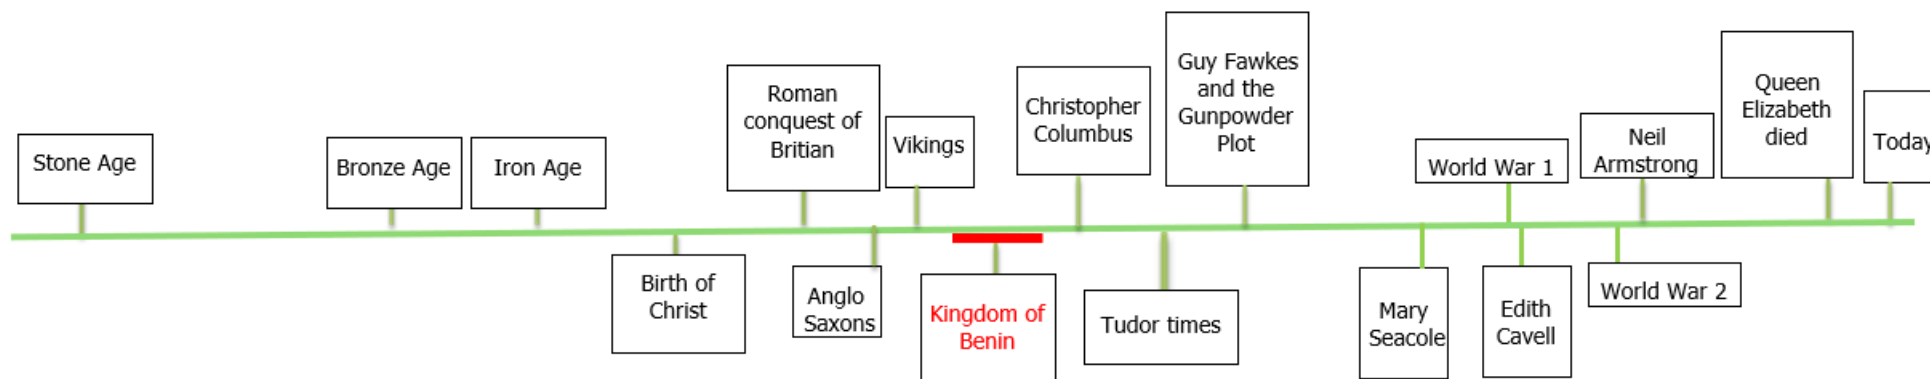 Stone Age
Bronze Age
Iron Age
Birth of
Christ
Roman
conquest of
Britian
Anglo
Saxons
Vikings
Kingdom of
Benin
Christopher
Columbus
Tudor times
Guy Fawkes
and the
Gunpowder
Plot
Mary
Seacole
World War 1
Edith
Cavell
World War 2
Neil
Armstrong
Queen
Elizabeth
died
Today